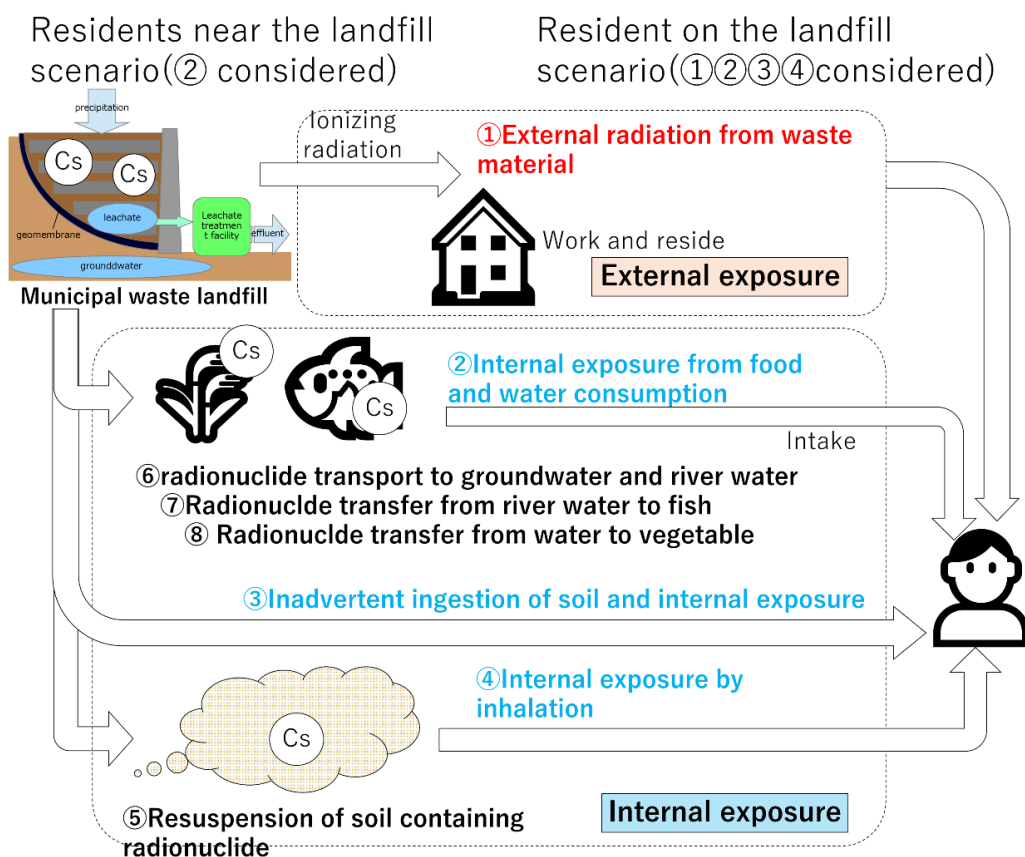 Residents near the landfill
scenario(② considered)
Resident on the landfill
scenario(①②③④considered)
precipitation
Cs
Cs
leachate
geomembrane
Leachate
treatmen
t facility
effluent
grounddwater
Municipal waste landfill
Ionizing
radiation
①External radiation from waste
material
Work and reside
External exposure
Cs
Cs
②Internal exposure from food
and water consumption
Intake
⑥radionuclide transport to groundwater and river water
⑦Radionuclde transfer from river water to fish
⑧ Radionuclde transfer from water to vegetable
③Inadvertent ingestion of soil and internal exposure
④Internal exposure by
inhalation
Cs
⑤Resuspension of soil containing
radionuclide
Internal exposure